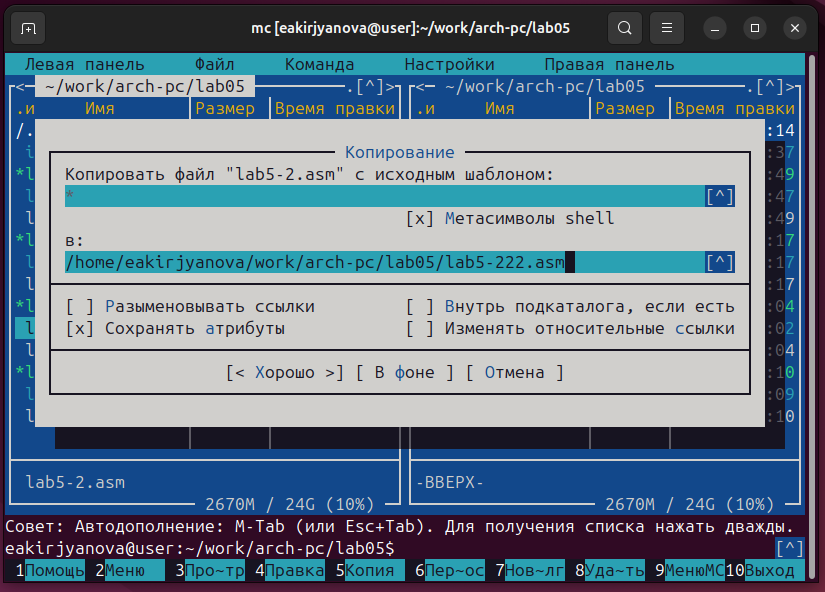 mc [eakirjyanova@user]:~/work/arch-pc/lab05
Левая панель Файл Команда Настройки Правая панель
<— ~/work/arch-pc/lab05 .[^]> <— ~/work/arch-pc/lab05 .[^]>
.и Имя Размер Время правки .и Имя Размер Время правки
/. :14
Копирование
i :37
Копировать файл "lab5-2.asm" с исходным шаблоном:
*l :49
* [^]
l :47
[x] Метасимволы shell
l :49
в:
*l :17
/home/eakirjyanova/work/arch-pc/lab05/lab5-222.asm [^]
l :17
l :17
[ ] Разыменовывать ссылки [ ] Внутрь подкаталога, если есть
*l :04
[x] Сохранять атрибуты [ ] Изменять относительные ссылки
l :02
l :04
[< Хорошо >] [ В фоне ] [ Отмена ]
*l :10
l :09
l :10
lab5-2.asm -ВВЕРХ-
2670M / 24G (10%) 2670M / 24G (10%)
Совет: Автодополнение: M-Tab (или Esc+Tab). Для получения списка нажать дважды.
eakirjyanova@user:~/work/arch-pc/lab05$ [^]
1Помощь 2Меню 3Про~тр 4Правка 5Копия 6Пер~ос 7Нов~лг 8Уда~ть 9МенюMC 10Выход